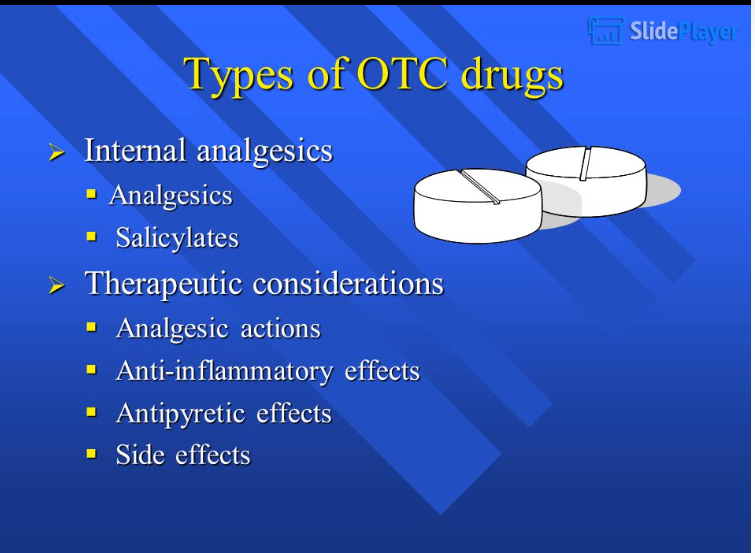 SlidePlayer
Types of OTC drugs
Internal analgesics
Analgesics
Salicylates
Therapeutic considerations
Analgesic actions
Anti-inflammatory effects
Antipyretic effects
Side effects